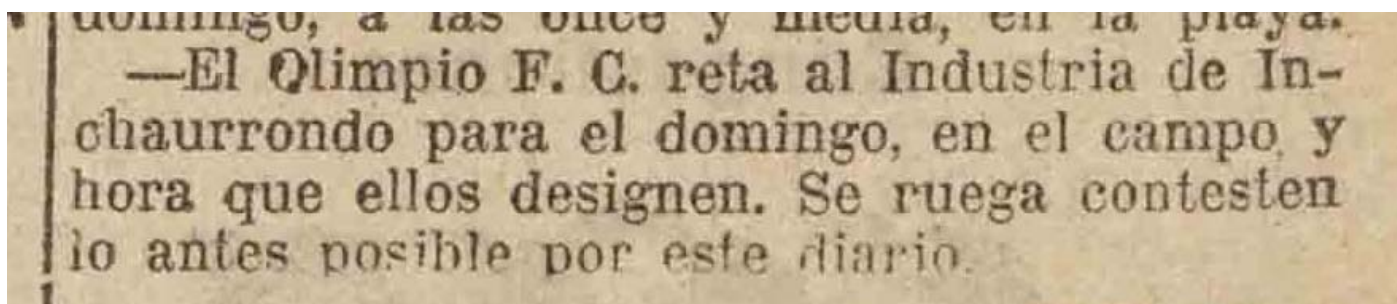 domingo, a las once y media, en la playa.
—El Olimpio F. C. reta al Industria de In-
chaurrondo para el domingo, en el campo y
hora que ellos designen. Se ruega contesten
lo antes posible por este diario.